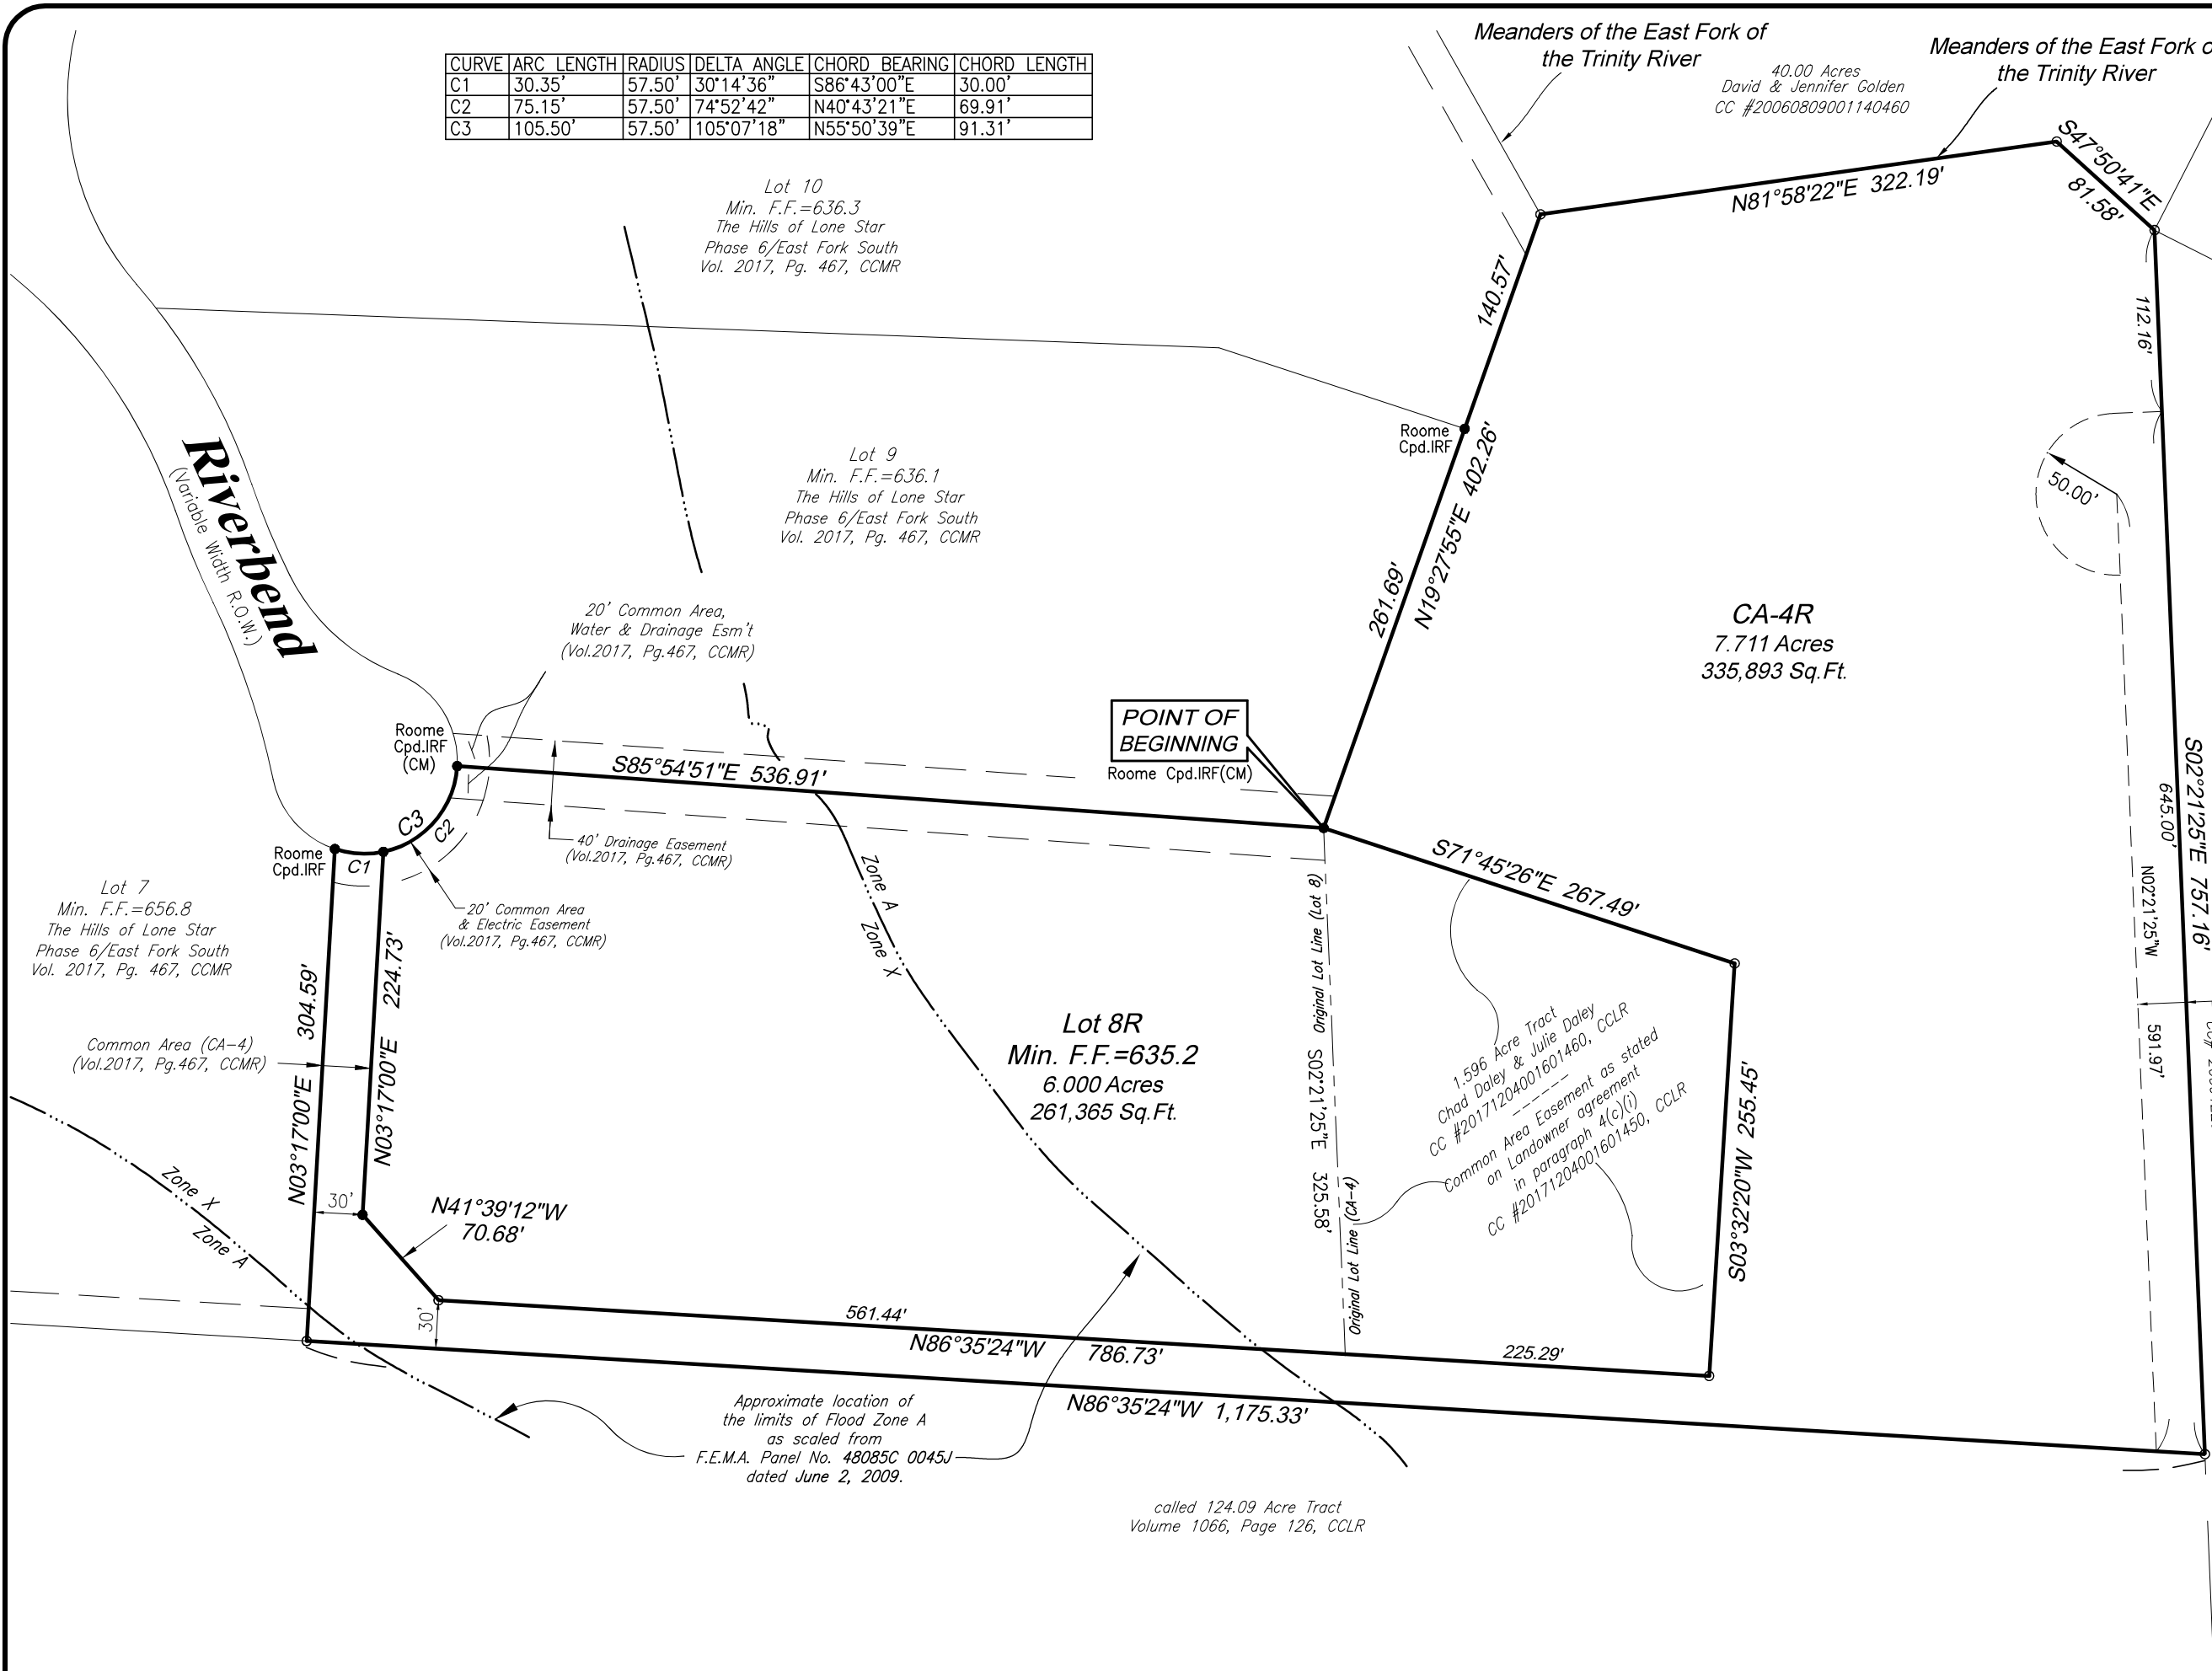 Meanders of the East Fork of
the Trinity River
Meanders of the East Fork
the Trinity River
40.00 Acres
David & Jennifer Golden
CC #20060809001140460
CURVE ARC LENGTH RADIUS DELTA ANGLE CHORD BEARING CHORD LENGTH
C1 30.35' 57.50' 30°14'36" S86°43'00"E 30.00'
C2 75.15' 57.50' 74°52'42" N40°43'21"E 69.91'
C3 105.50' 57.50' 105°07'18" N55°50'39"E 91.31'
S47°50'41"E
81.58'
N81°58'22"E 322.19'
Lot 10
Min. F.F.=636.3
The Hills of Lone Star
Phase 6/East Fork South
Vol. 2017, Pg. 467, CCMR
140.57'
112.16'
Roome
Cpd.IRF
N19°27'55"E 402.26'
261.69'
50.00'
Lot 9
Min. F.F.=636.1
The Hills of Lone Star
Phase 6/East Fork South
Vol. 2017, Pg. 467, CCMR
Riverbend
(Variable Width R.O.W.)
20' Common Area,
Water & Drainage Esm't
(Vol.2017, Pg.467, CCMR)
CA-4R
7.711 Acres
335,893 Sq.Ft.
POINT OF
BEGINNING
Roome Cpd.IRF(CM)
Roome
Cpd.IRF
(CM)
S85°54'51"E 536.91'
S02°21'25"E 757.16'
645.00'
C3
C2
C1
Roome
Cpd.IRF
40' Drainage Easement
(Vol.2017, Pg.467, CCMR)
Zone A
Zone X
S71°45'26"E 267.49'
N02°21'25"W
591.97'
Lot 7
Min. F.F.=656.8
The Hills of Lone Star
Phase 6/East Fork South
Vol. 2017, Pg. 467, CCMR
20' Common Area
& Electric Easement
(Vol.2017, Pg.467, CCMR)
304.59'
N03°17'00"E
224.73'
N03°17'00"E
Original Lot Line (Lot 8)
S02°21'25"E 325.58'
Original Lot Line (CA-4)
Common Area (CA-4)
(Vol.2017, Pg.467, CCMR)
Lot 8R
Min. F.F.=635.2
6.000 Acres
261,365 Sq.Ft.
1.596 Acre Tract
Chad Daley & Julie Daley
CC #20171204001601460, CCLR
------
Common Area Easement as stated
on Landowner agreement
in paragraph 4(c)(i)
CC #20171204001601450, CCLR
S03°32'20"W 255.45'
Zone X
Zone A
30'
N41°39'12"W
70.68'
30'
561.44'
N86°35'24"W 786.73'
225.29'
N86°35'24"W 1,175.33'
Approximate location of
the limits of Flood Zone A
as scaled from
F.E.M.A. Panel No. 48085C 0045J
dated June 2, 2009.
called 124.09 Acre Tract
Volume 1066, Page 126, CCLR